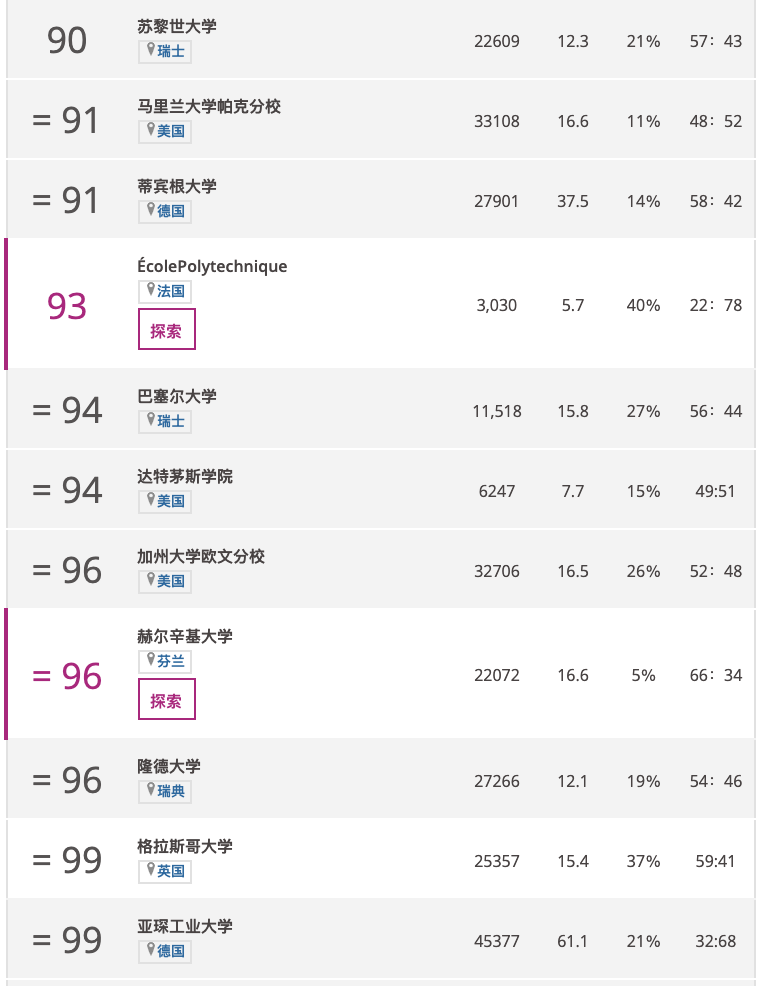 90 苏黎世大学 22609 12.3 21% 57：43
瑞士
= 91 马里兰大学帕克分校 33108 16.6 11% 48：52
美国
= 91 蒂宾根大学 27901 37.5 14% 58：42
德国
93 ÉcolePolytechnique 3,030 5.7 40% 22：78
法国
探索
= 94 巴塞尔大学 11,518 15.8 27% 56：44
瑞士
= 94 达特茅斯学院 6247 7.7 15% 49:51
美国
= 96 加州大学欧文分校 32706 16.5 26% 52：48
美国
= 96 赫尔辛基大学 22072 16.6 5% 66：34
芬兰
探索
= 96 隆德大学 27266 12.1 19% 54：46
瑞典
= 99 格拉斯哥大学 25357 15.4 37% 59:41
英国
= 99 亚琛工业大学 45377 61.1 21% 32:68
德国